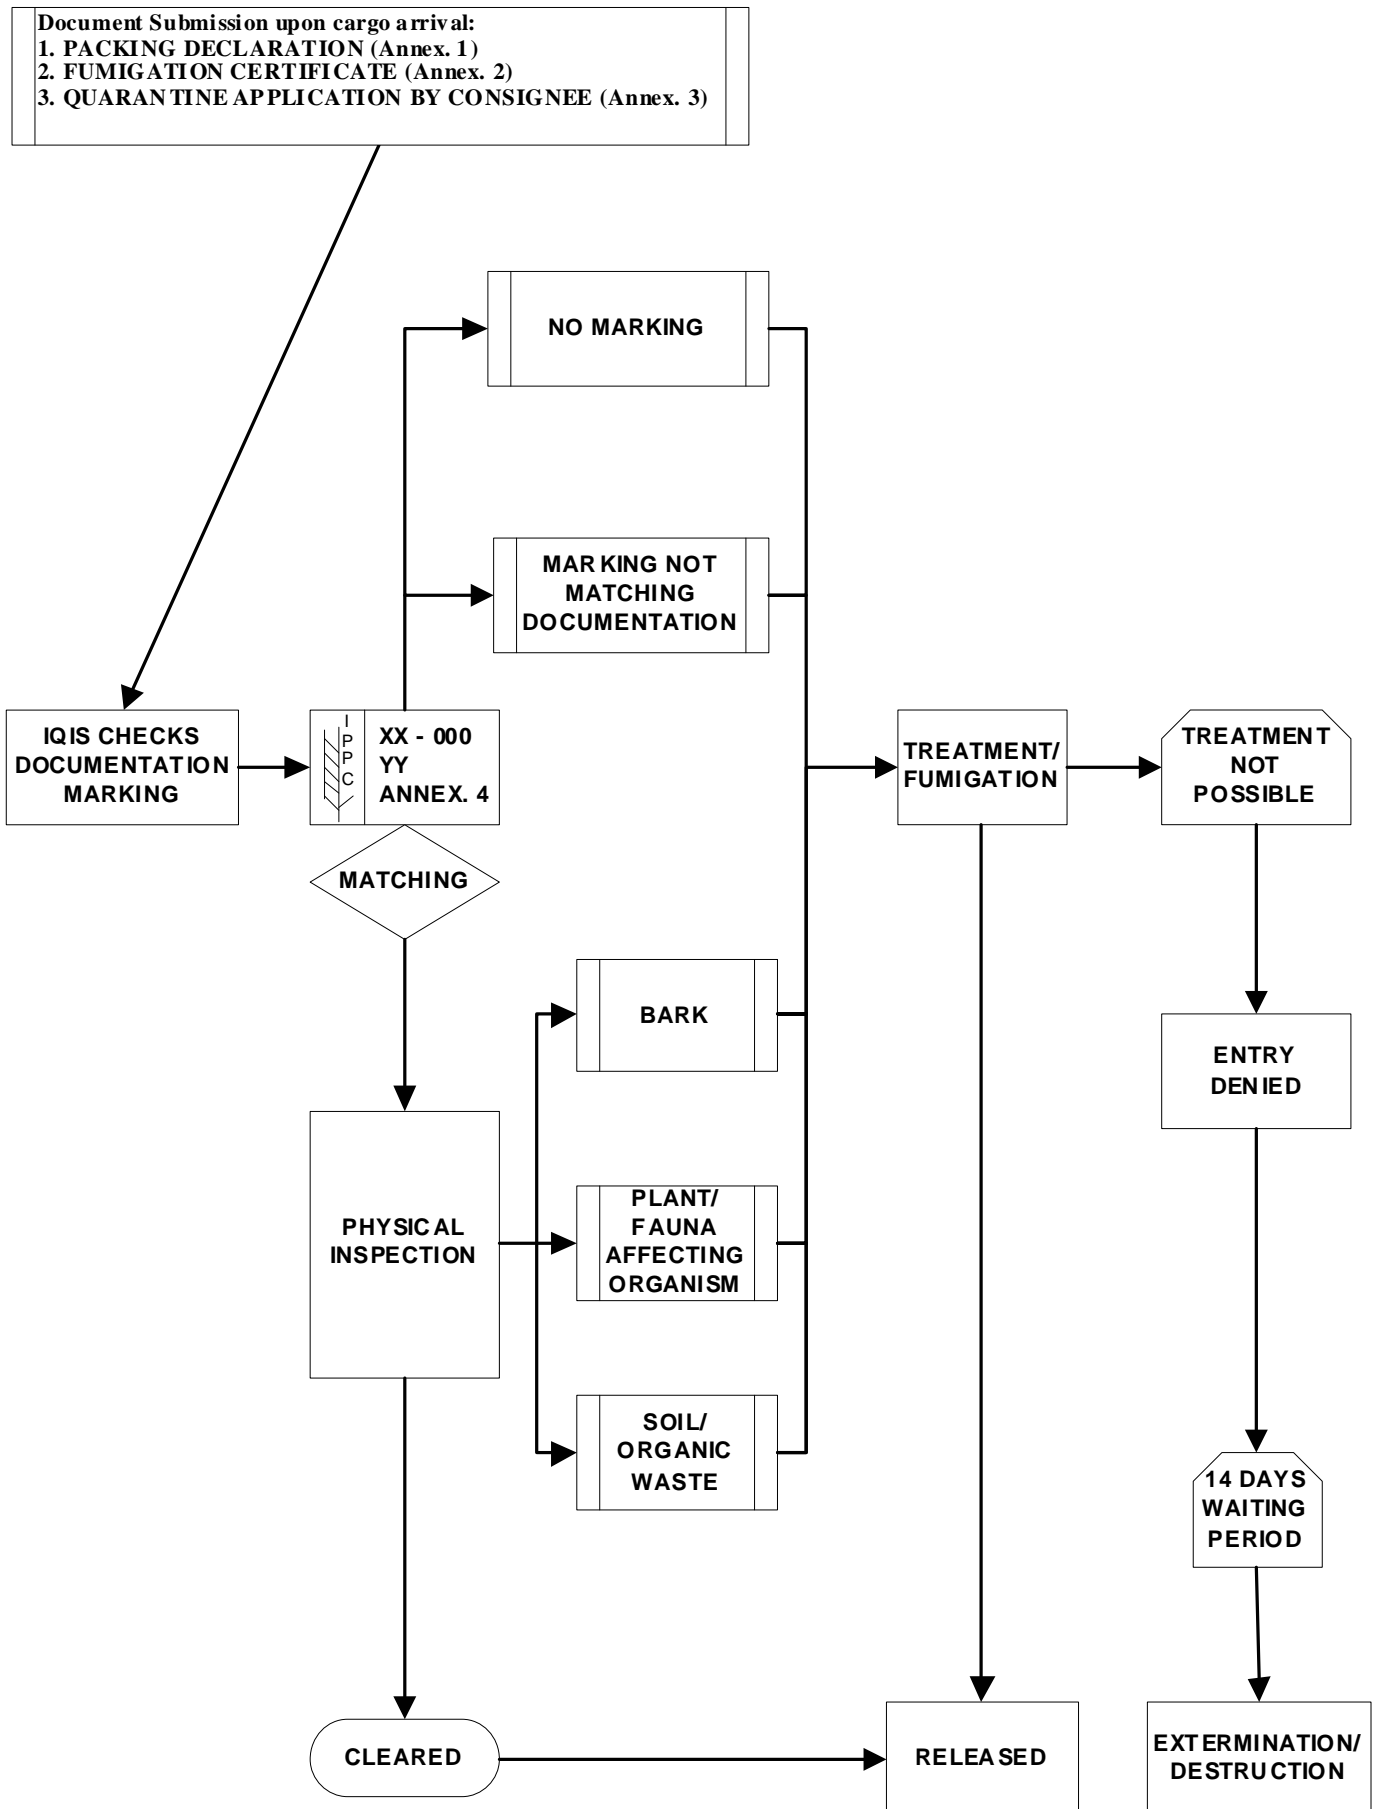 Document Submission upon cargo arrival:
1. PACKING DECLARATION (Annex. 1)
2. FUMIGATION CERTIFICATE (Annex. 2)
3. QUARANTINE APPLICATION BY CONSIGNEE (Annex. 3)
NO MARKING
MARKING NOT
MATCHING
DOCUMENTATION
IQIS CHECKS
DOCUMENTATION
MARKING
I
P
P
C
XX - 000
YY
ANNEX. 4
TREATMENT/
FUMIGATION
TREATMENT
NOT
POSSIBLE
MATCHING
BARK
ENTRY
DENIED
PHYSICAL
INSPECTION
PLANT/
FAUNA
AFFECTING
ORGANISM
SOIL/
ORGANIC
WASTE
14 DAYS
WAITING
PERIOD
CLEARED
RELEASED
EXTERMINATION/
DESTRUCTION